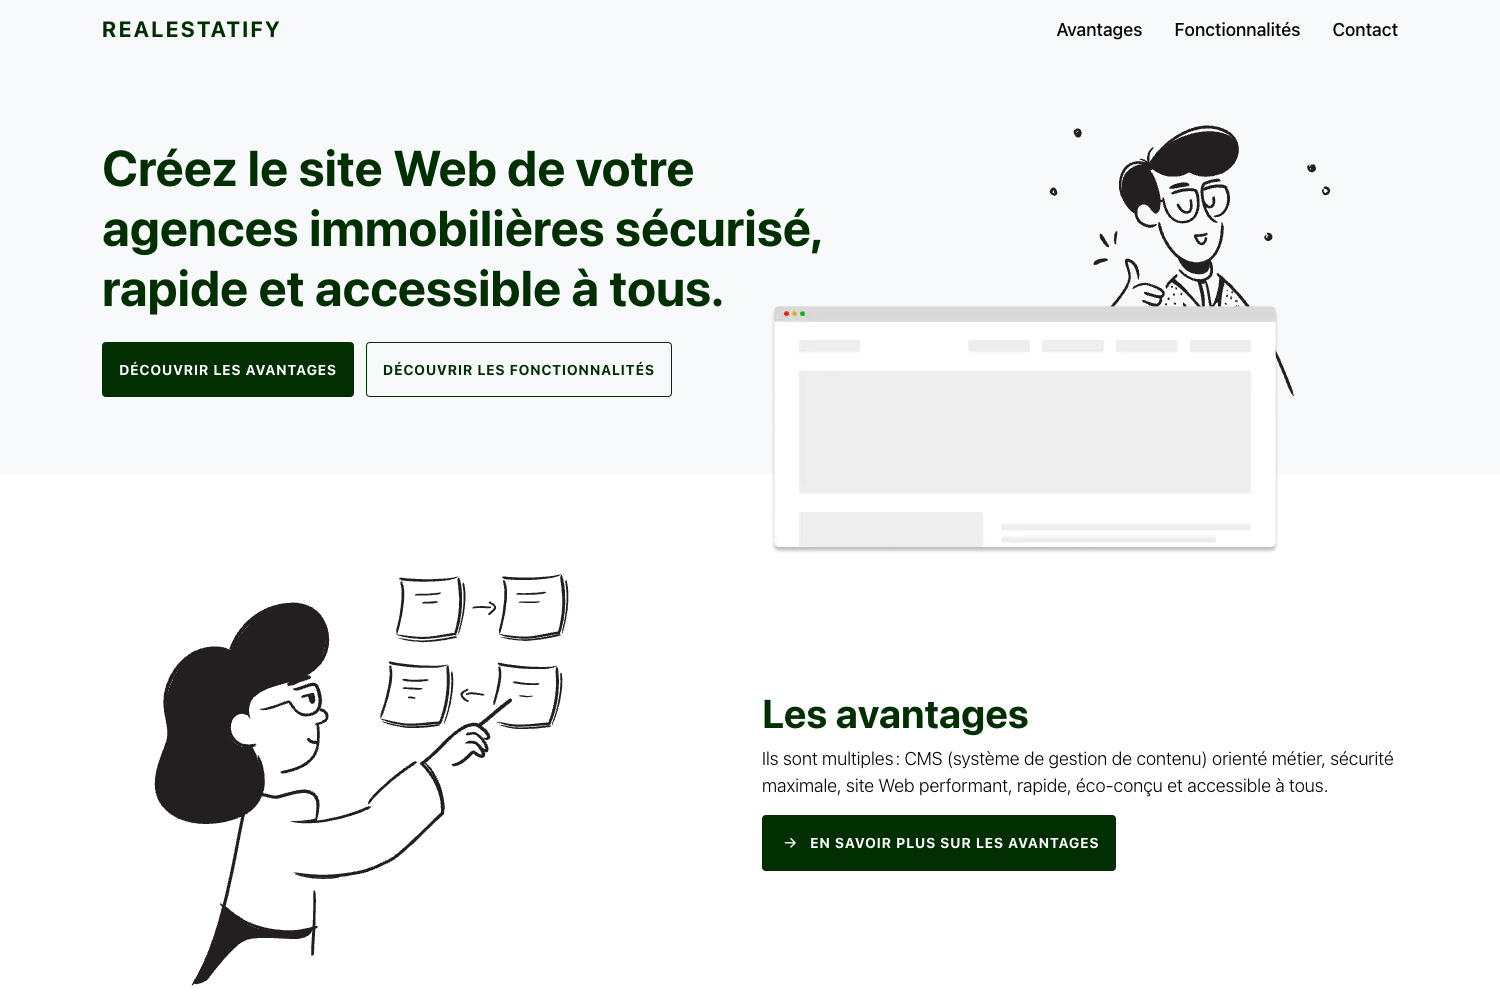 REALESTATIFY
Avantages
Fonctionnalités
Contact
Créez le site Web de votre
agences immobilières sécurisé,
rapide et accessible à tous.
DÉCOUVRIR LES AVANTAGES
DÉCOUVRIR LES FONCTIONNALITÉS
Les avantages
Ils sont multiples : CMS (système de gestion de contenu) orienté métier, sécurité
maximale, site Web performant, rapide, éco-conçu et accessible à tous.
→ EN SAVOIR PLUS SUR LES AVANTAGES